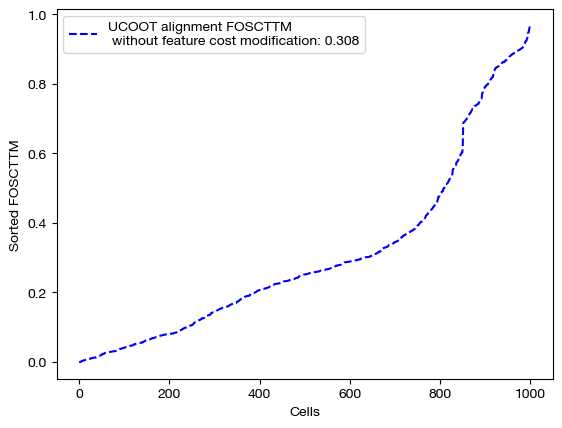 UCOOT alignment FOSCTTM
without feature cost modification: 0.308
1.0
0.8
0.6
0.4
0.2
0.0
Sorted FOSCTTM
0 200 400 600 800 1000
Cells